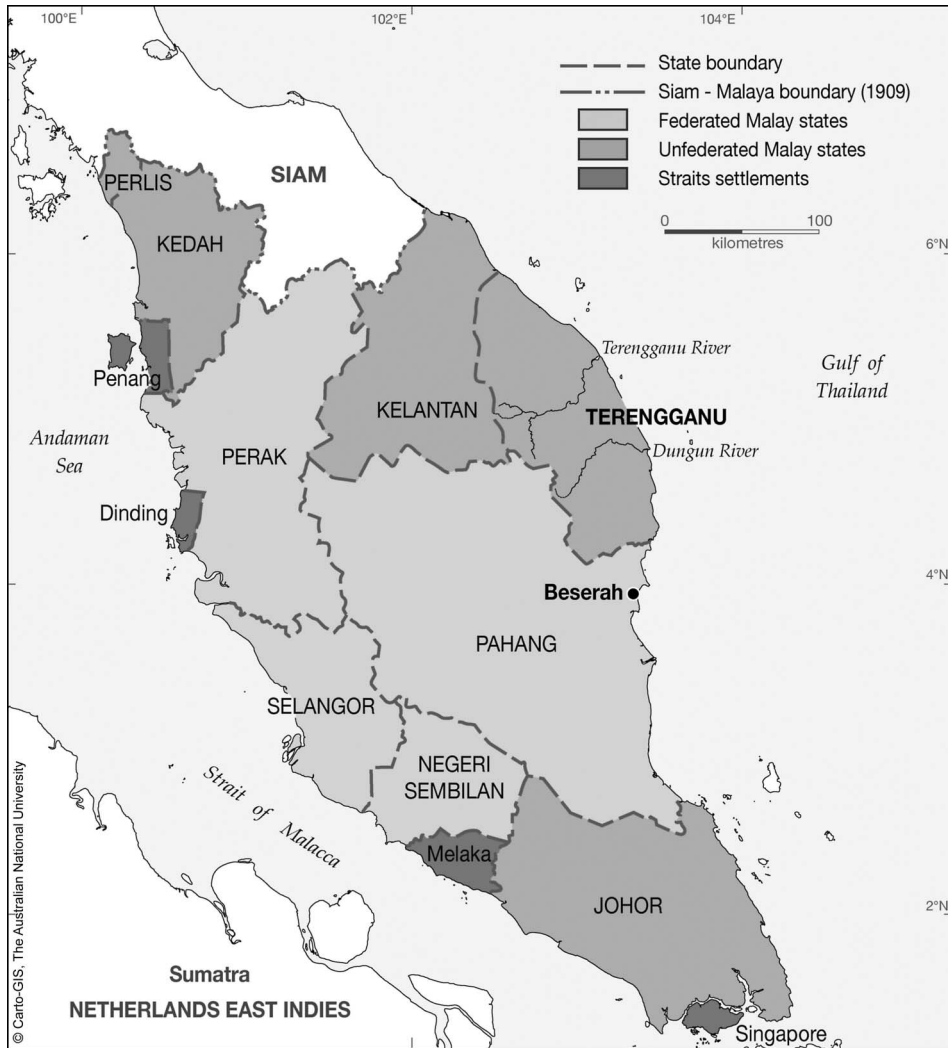 100°E
102°E
104°E
State boundary
Siam - Malaya boundary (1909)
Federated Malay states
Unfederated Malay states
Straits settlements
0 100
kilometres
PERLIS
SIAM
KEDAH
6°N
Terengganu River
Gulf of
Thailand
Penang
KELANTAN
TERENGGANU
Andaman
Sea
PERAK
Dungun River
Dinding
4°N
Beserah
PAHANG
SELANGOR
NEGERI
SEMBILAN
Strait of Malacca
Melaka
JOHOR
2°N
Sumatra
NETHERLANDS EAST INDIES
Singapore
© Carto-GIS, The Australian National University